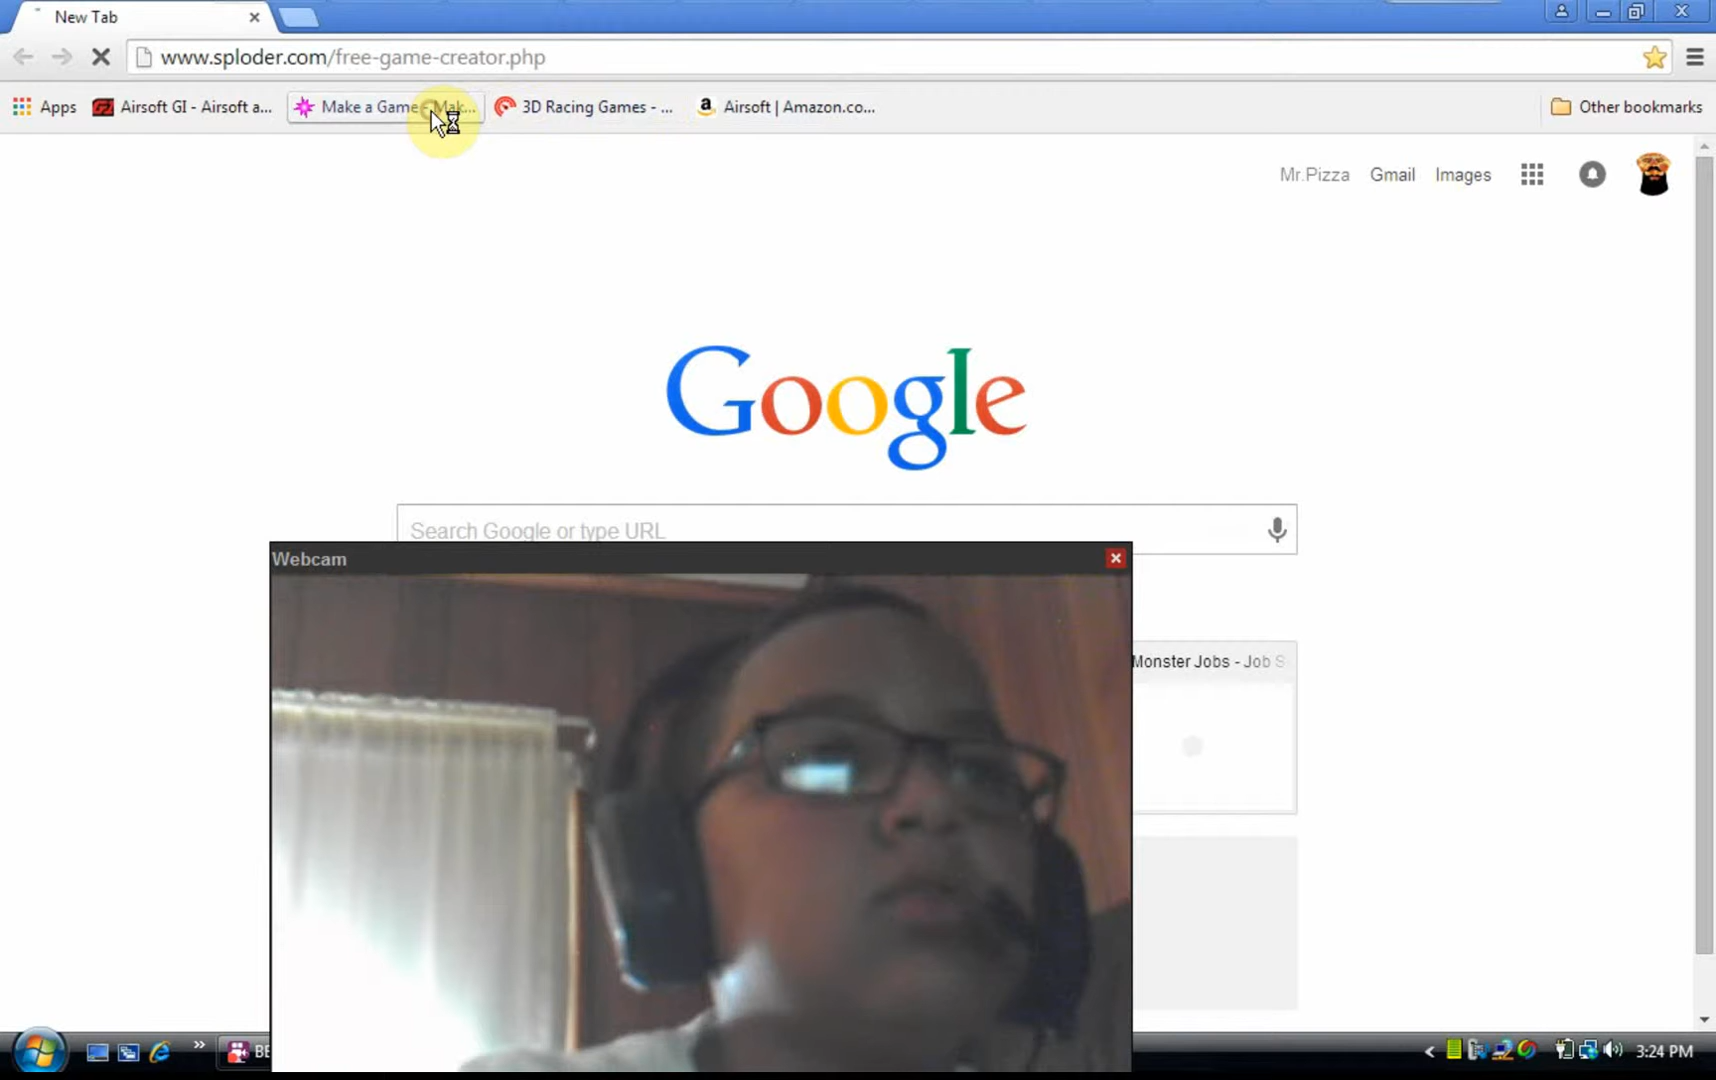 New Tab
www.sploder.com/free-game-creator.php
Apps Airsoft GI - Airsoft a... Make a Game - Mak... 3D Racing Games - ... a Airsoft | Amazon.co... Other bookmarks
Mr.Pizza Gmail Images
Google
Search Google or type URL
Webcam
Monster Jobs - Job S
» BE 3:24 PM